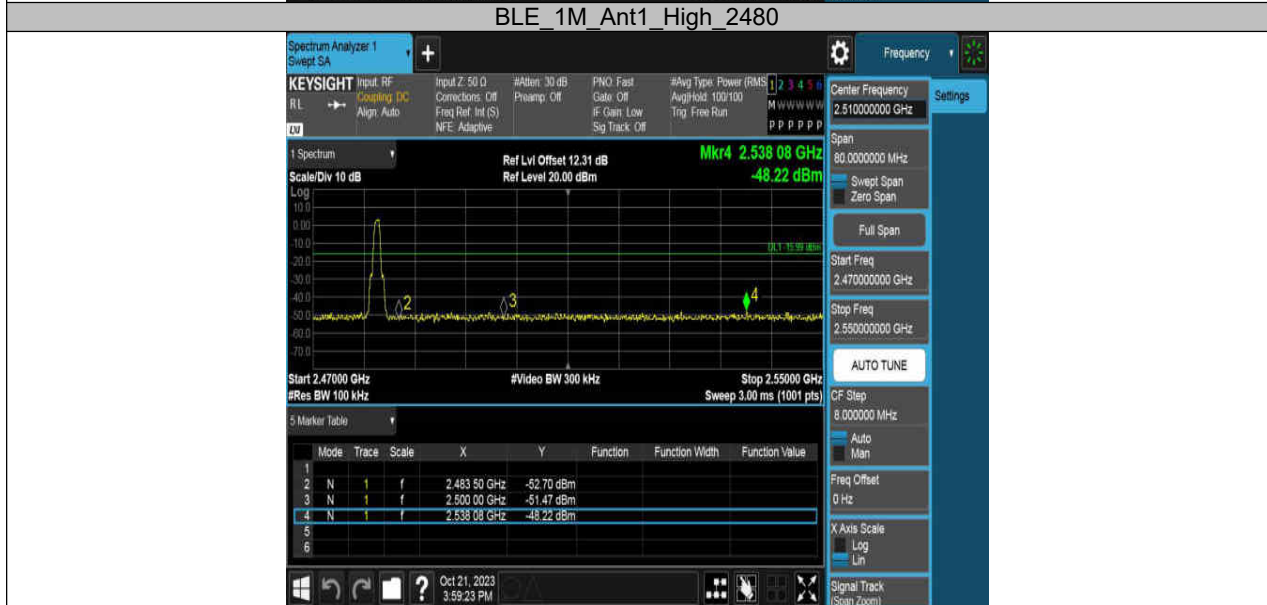 BLE_1M_Ant1_High_2480
Spectrum Analyzer 1
Swept SA
+
Frequency
KEYSIGHT
RL
LXI
Input: RF
Coupling: DC
Align: Auto
Input Z: 50 Ω
Corrections: Off
Freq Ref: Int (S)
NFE: Adaptive
#Atten: 30 dB
Preamp: Off
PNO: Fast
Gate: Off
IF Gain: Low
Sig Track: Off
#Avg Type: Power (RMS
Avg|Hold: 100/100
Trig: Free Run
1 2 3 4 5 6
M W W W W W
P P P P P P
Center Frequency
2.510000000 GHz
Settings
Span
80.0000000 MHz
Swept Span
Zero Span
Full Span
Start Freq
2.470000000 GHz
Stop Freq
2.550000000 GHz
AUTO TUNE
CF Step
8.000000 MHz
Auto
Man
Freq Offset
0 Hz
X Axis Scale
Log
Lin
Signal Track
(Span Zoom)
1 Spectrum
Scale/Div 10 dB
Ref Lvl Offset 12.31 dB
Ref Level 20.00 dBm
Mkr4 2.538 08 GHz
-48.22 dBm
Log
10.0
0.00
-10.0
-20.0
-30.0
-40.0
-50.0
-60.0
-70.0
DL1 -15.99 dBm
2
3
4
Start 2.47000 GHz
#Res BW 100 kHz
#Video BW 300 kHz
Stop 2.55000 GHz
Sweep 3.00 ms (1001 pts)
5 Marker Table
Mode Trace Scale X Y Function Function Width Function Value
1
2 N 1 f 2.483 50 GHz -52.70 dBm
3 N 1 f 2.500 00 GHz -51.47 dBm
4 N 1 f 2.538 08 GHz -48.22 dBm
5
6
?
Oct 21, 2023
3:59:23 PM